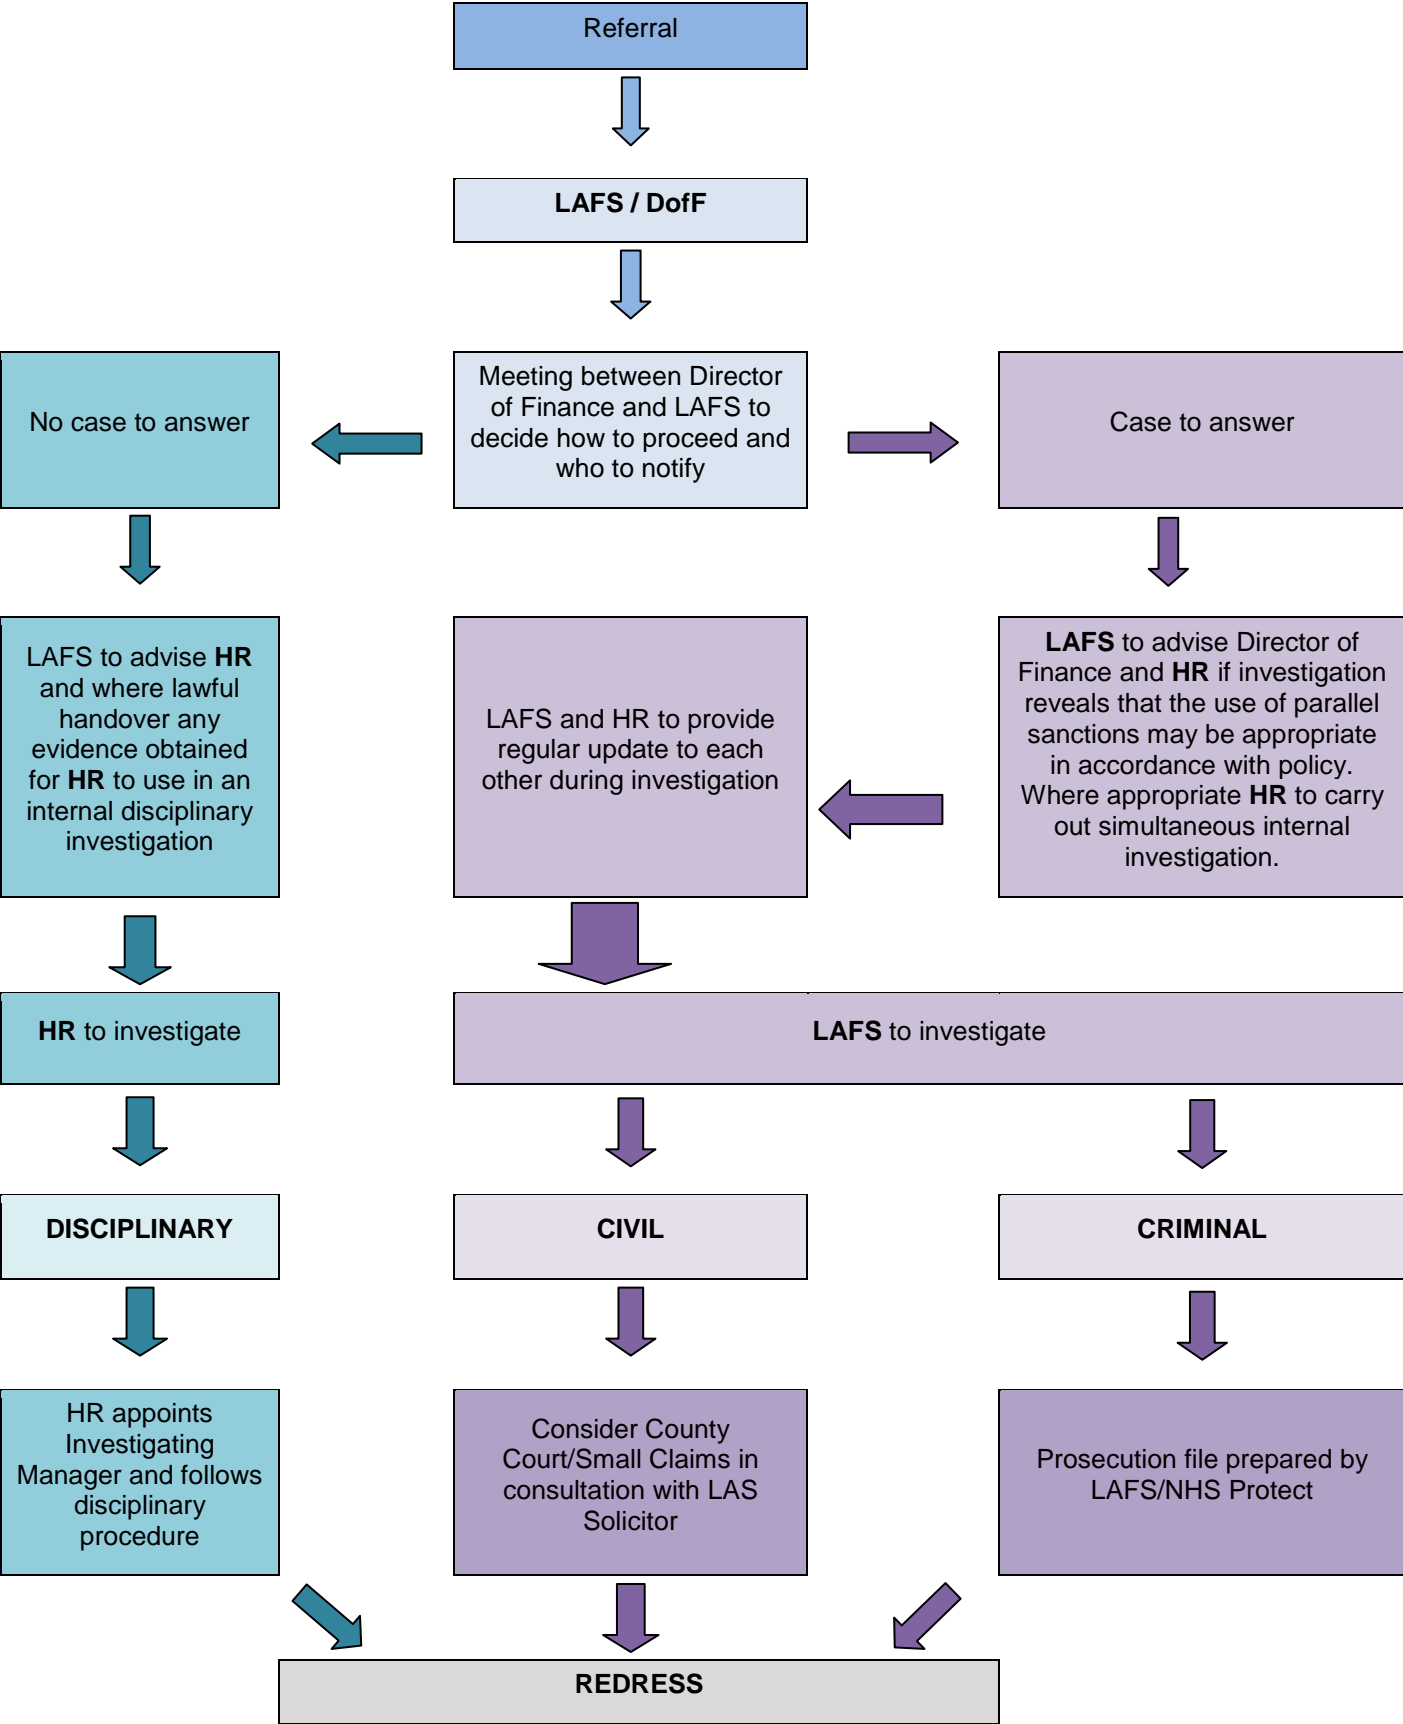 Referral
LAFS / DofF
No case to answer
Meeting between Director
of Finance and LAFS to
decide how to proceed and
who to notify
Case to answer
LAFS to advise HR
and where lawful
handover any
evidence obtained
for HR to use in an
internal disciplinary
investigation
LAFS and HR to provide
regular update to each
other during investigation
LAFS to advise Director of
Finance and HR if investigation
reveals that the use of parallel
sanctions may be appropriate
in accordance with policy.
Where appropriate HR to carry
out simultaneous internal
investigation.
HR to investigate
LAFS to investigate
DISCIPLINARY
CIVIL
CRIMINAL
HR appoints
Investigating
Manager and follows
disciplinary
procedure
Consider County
Court/Small Claims in
consultation with LAS
Solicitor
Prosecution file prepared by
LAFS/NHS Protect
REDRESS